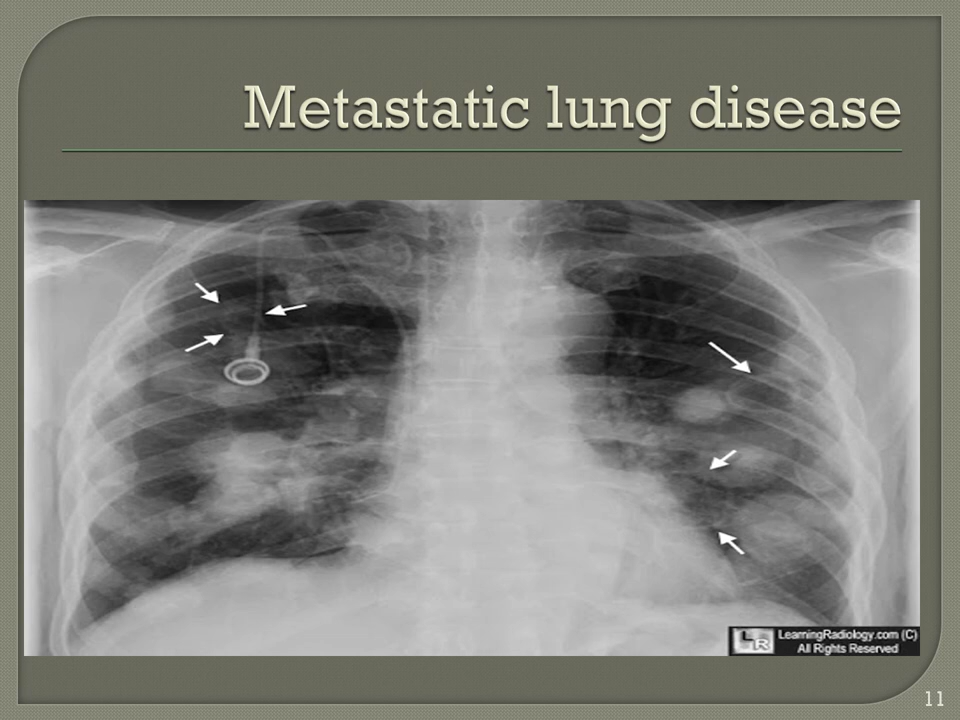 Metastatic lung disease
L
R
LearningRadiology.com (C)
All Rights Reserved
11